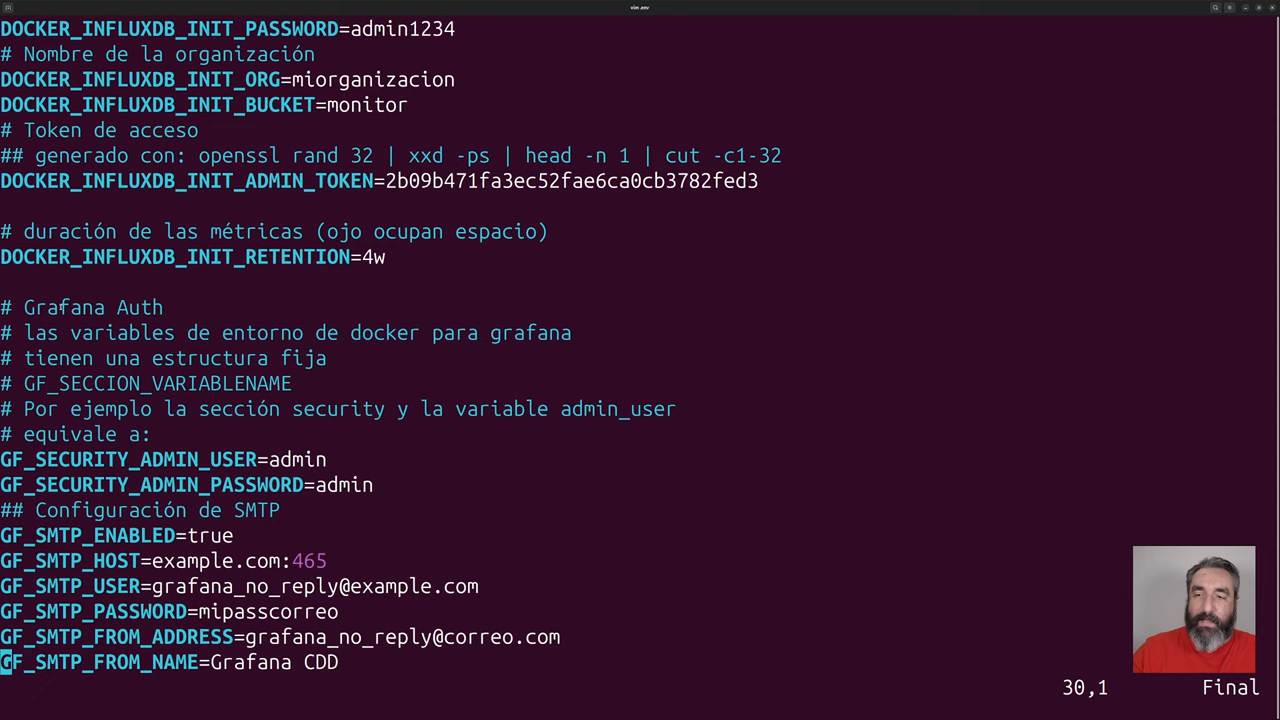 vim .env
DOCKER_INFLUXDB_INIT_PASSWORD=admin1234
# Nombre de la organización
DOCKER_INFLUXDB_INIT_ORG=miorganizacion
DOCKER_INFLUXDB_INIT_BUCKET=monitor
# Token de acceso
## generado con: openssl rand 32 | xxd -ps | head -n 1 | cut -c1-32
DOCKER_INFLUXDB_INIT_ADMIN_TOKEN=2b09b471fa3ec52fae6ca0cb3782fed3
# duración de las métricas (ojo ocupan espacio)
DOCKER_INFLUXDB_INIT_RETENTION=4w
# Grafana Auth
# las variables de entorno de docker para grafana
# tienen una estructura fija
# GF_SECCION_VARIABLENAME
# Por ejemplo la sección security y la variable admin_user
# equivale a:
GF_SECURITY_ADMIN_USER=admin
GF_SECURITY_ADMIN_PASSWORD=admin
## Configuración de SMTP
GF_SMTP_ENABLED=true
GF_SMTP_HOST=example.com:465
GF_SMTP_USER=grafana_no_reply@example.com
GF_SMTP_PASSWORD=mipasscorreo
GF_SMTP_FROM_ADDRESS=grafana_no_reply@correo.com
GF_SMTP_FROM_NAME=Grafana CDD
30,1 Final